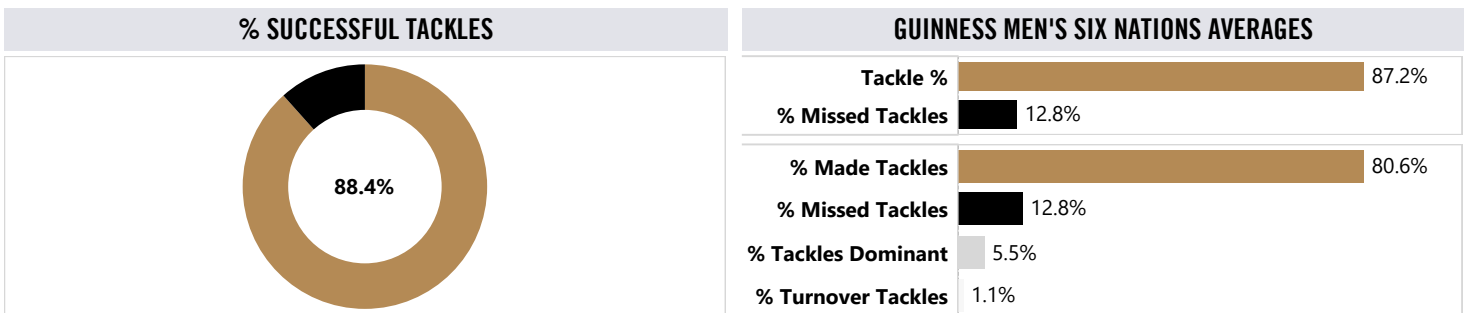 % SUCCESSFUL TACKLES
88.4%
GUINNESS MEN'S SIX NATIONS AVERAGES
Tackle % 87.2%
% Missed Tackles 12.8%
% Made Tackles 80.6%
% Missed Tackles 12.8%
% Tackles Dominant 5.5%
% Turnover Tackles 1.1%